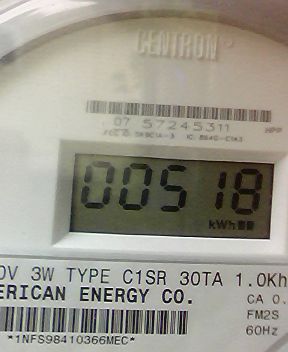 CENTRON
07 57245311
HPP
00518
kWh
0V 3W TYPE C1SR 30TA 1.0Kh
ERICAN ENERGY CO.
CA 0.
FM2S
60Hz
*1NFS98410366MEC*